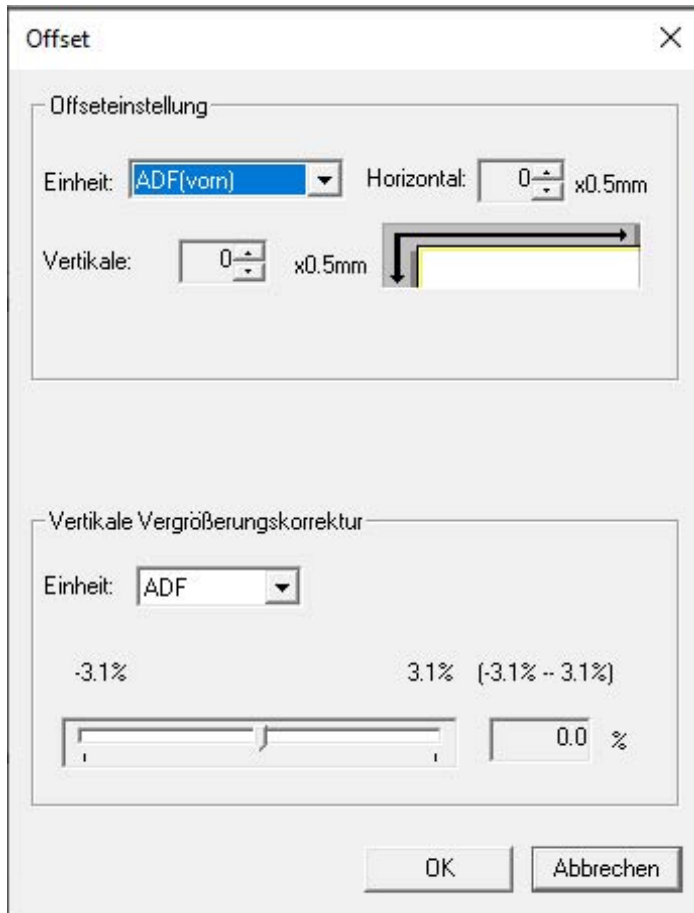 Offset
Offseteinstellung
Einheit: ADF(vorn) Horizontal: 0 x0.5mm
Vertikale: 0 x0.5mm
Vertikale Vergrößerungskorrektur
Einheit: ADF
-3.1% 3.1% (-3.1% -- 3.1%)
0.0 %
OK Abbrechen